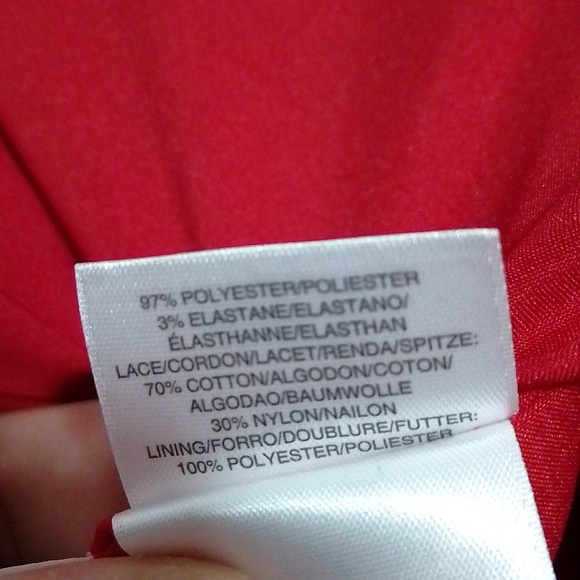 97% POLYESTER/POLIESTER
3% ELASTANE/ELASTANO/
ÉLASTHANNE/ELASTHAN
LACE/CORDON/LACET/RENDA/SPITZE:
70% COTTON/ALGODON/COTON/
ALGODAO/BAUMWOLLE
30% NYLON/NAILON
LINING/FORRO/DOUBLURE/FUTTER:
100% POLYESTER/POLIESTER